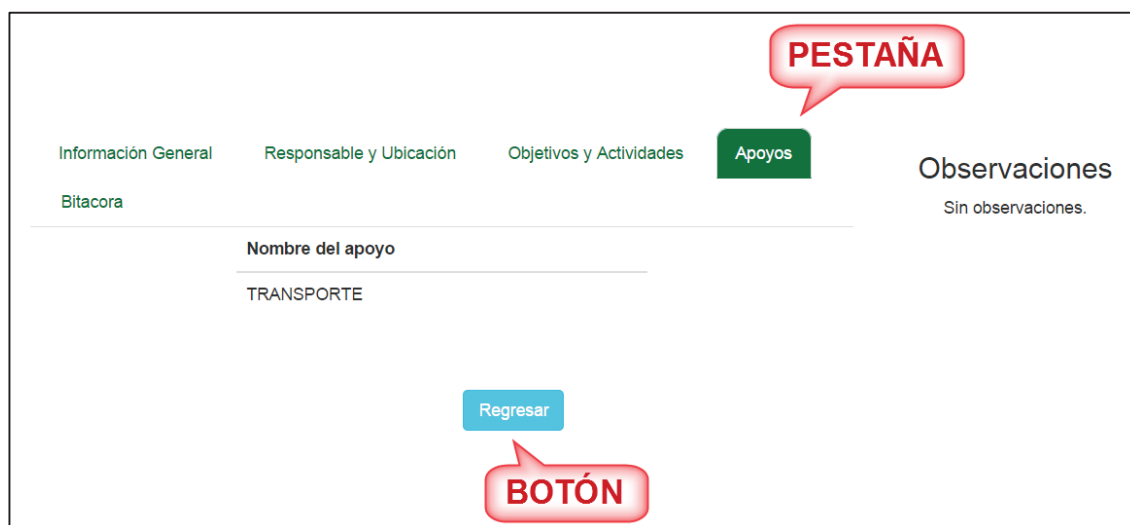 PESTAÑA
Información General Responsable y Ubicación Objetivos y Actividades Apoyos
Bitacora
Observaciones
Sin observaciones.
Nombre del apoyo
TRANSPORTE
Regresar
BOTÓN